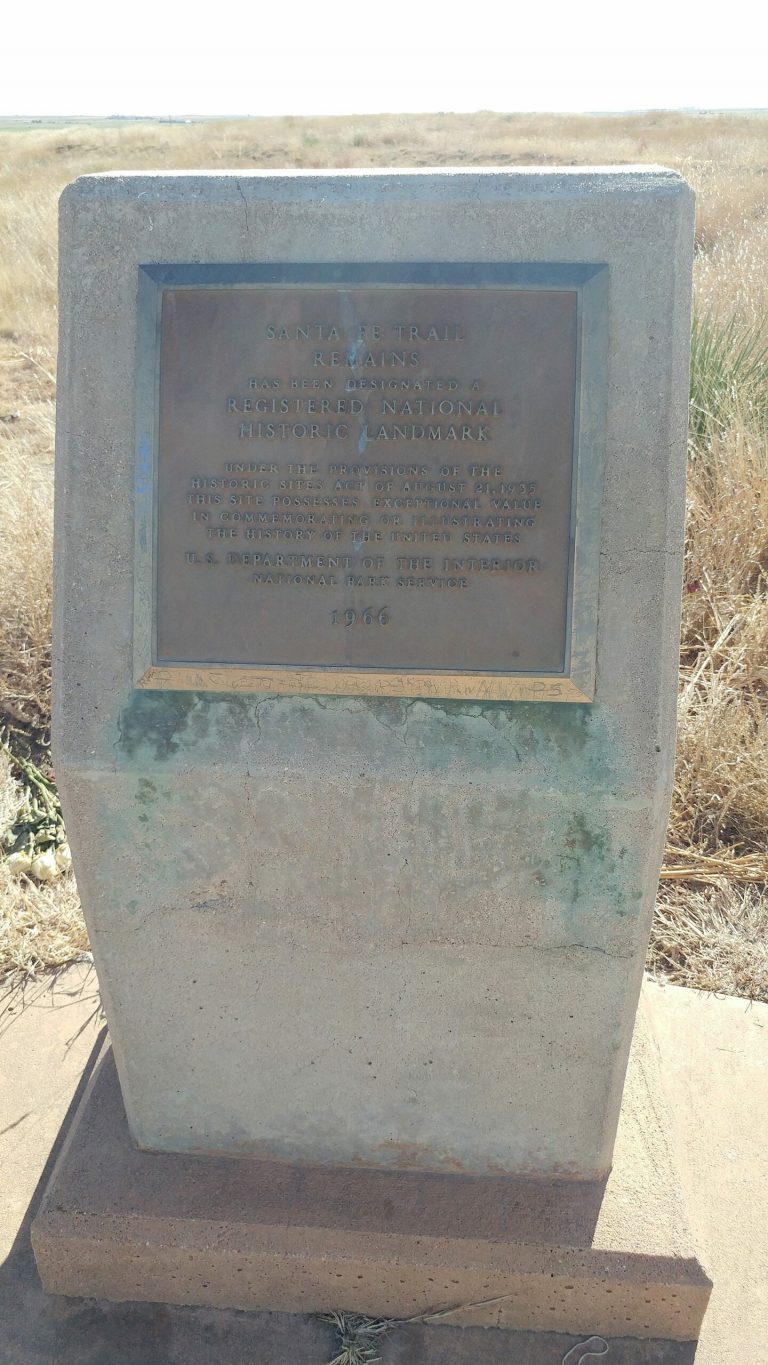 SANTA FE TRAIL
REMAINS
HAS BEEN DESIGNATED A
REGISTERED NATIONAL
HISTORIC LANDMARK
UNDER THE PROVISIONS OF THE
HISTORIC SITES ACT OF AUGUST 21, 1935
THIS SITE POSSESSES EXCEPTIONAL VALUE
IN COMMEMORATING OR ILLUSTRATING
THE HISTORY OF THE UNITED STATES
U.S. DEPARTMENT OF THE INTERIOR
NATIONAL PARK SERVICE
1966